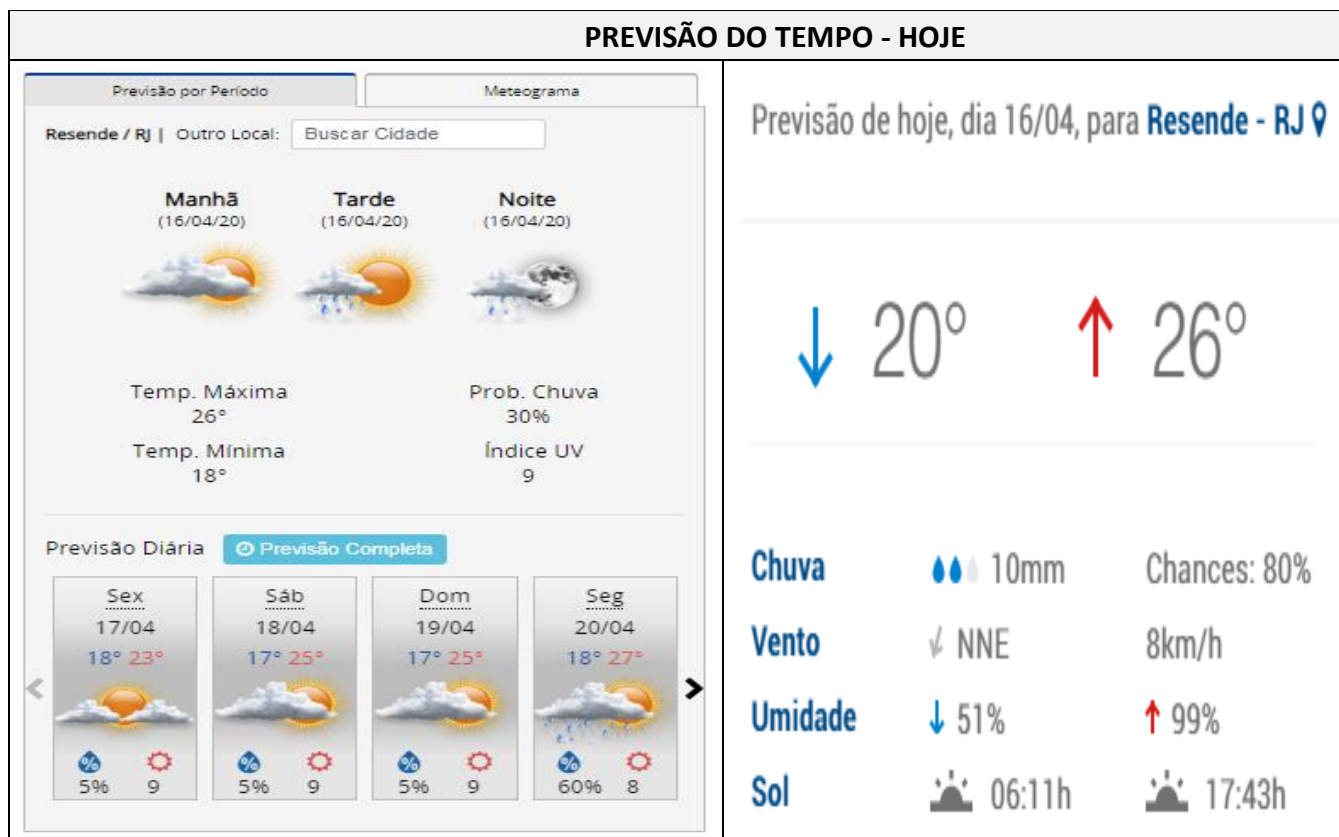 PREVISÃO DO TEMPO - HOJE
Previsão por Período
Meteograma
Resende / RJ | Outro Local: Buscar Cidade
Manhã Tarde Noite
(16/04/20) (16/04/20) (16/04/20)
Temp. Máxima Prob. Chuva
26° 30%
Temp. Mínima Índice UV
18° 9
Previsão Diária Previsão Completa
Sex Sáb Dom Seg
17/04 18/04 19/04 20/04
18° 23° 17° 25° 17° 25° 18° 27°
% % % %
5% 9 5% 9 5% 9 60% 8
Previsão de hoje, dia 16/04, para Resende - RJ
20° 26°
Chuva 10mm Chances: 80%
Vento NNE 8km/h
Umidade 51% 99%
Sol 06:11h 17:43h